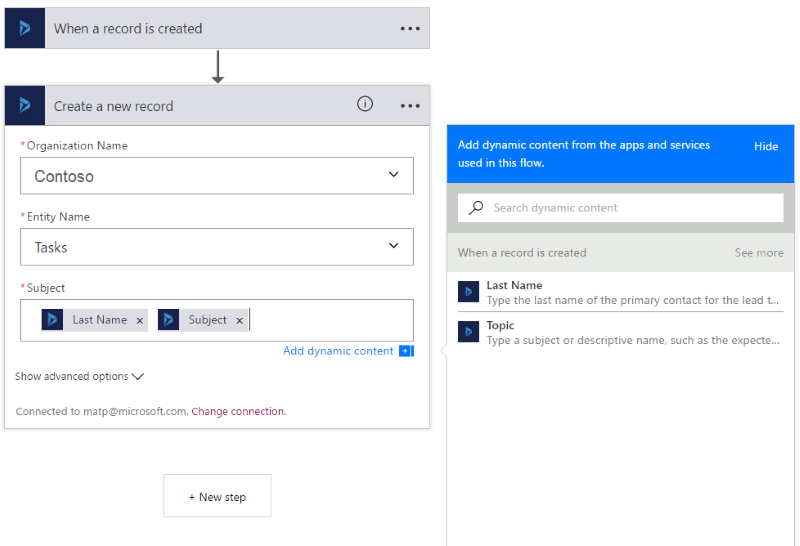 When a record is created
Create a new record
*Organization Name
Contoso
*Entity Name
Tasks
*Subject
Last Name × Subject ×
Add dynamic content
Show advanced options
Connected to matp@microsoft.com. Change connection.
+ New step
Add dynamic content from the apps and services
used in this flow.
Hide
Search dynamic content
When a record is created See more
Last Name
Type the last name of the primary contact for the lead t...
Topic
Type a subject or descriptive name, such as the expecte...